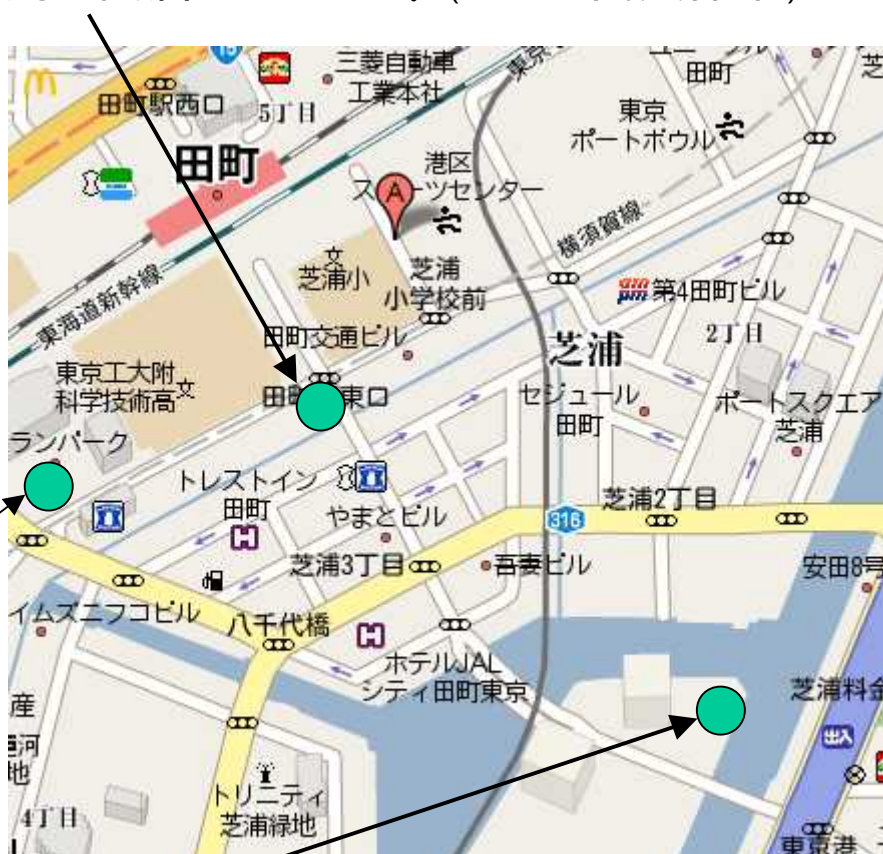 三菱自動車
工業本社
田町
東京
ポートボウル
田町駅西口
5丁目
田町
港区
スポーツセンター
横須賀線
芝浦小
芝浦
小学校前
第4田町ビル
2丁目
東海道新幹線
田町交通ビル
芝浦
東京工大附
科学技術高
東口
セジュール
田町
ポートスクエア
芝浦
ランパーク
トレストイン
田町
やまとビル
316
芝浦2丁目
芝浦3丁目
吾妻ビル
安田8号
イムズニフコビル
八千代橋
ホテルJAL
シティ田町東京
芝浦料金
出入
トリニティ
芝浦緑地
4丁目
東京港